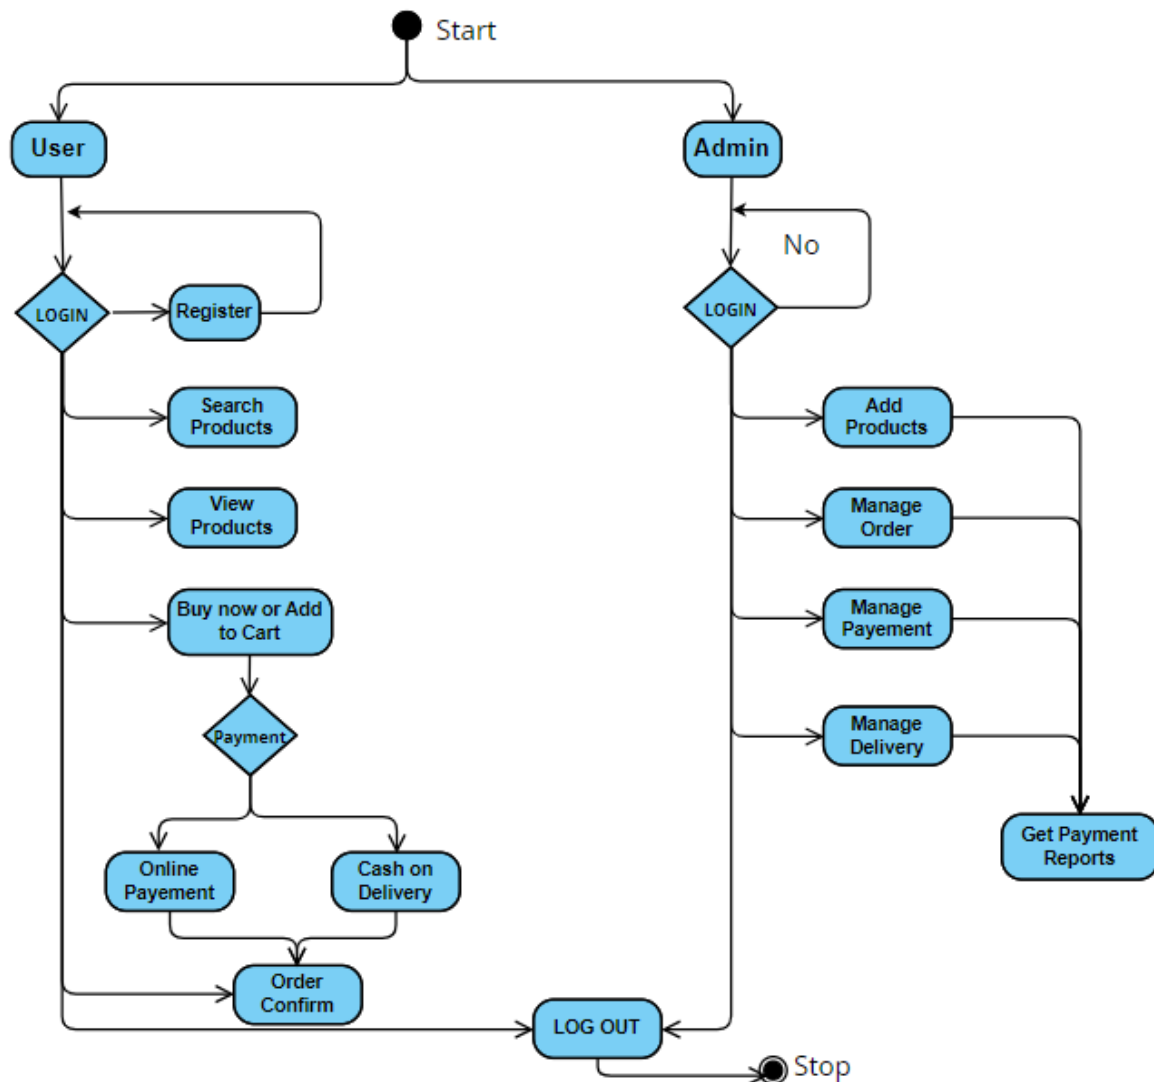 Start
User
Admin
No
LOGIN
Register
LOGIN
Search
Products
Add
Products
View
Products
Manage
Order
Buy now or Add
to Cart
Manage
Payement
Payment
Manage
Delivery
Get Payment
Reports
Online
Payement
Cash on
Delivery
Order
Confirm
LOG OUT
Stop